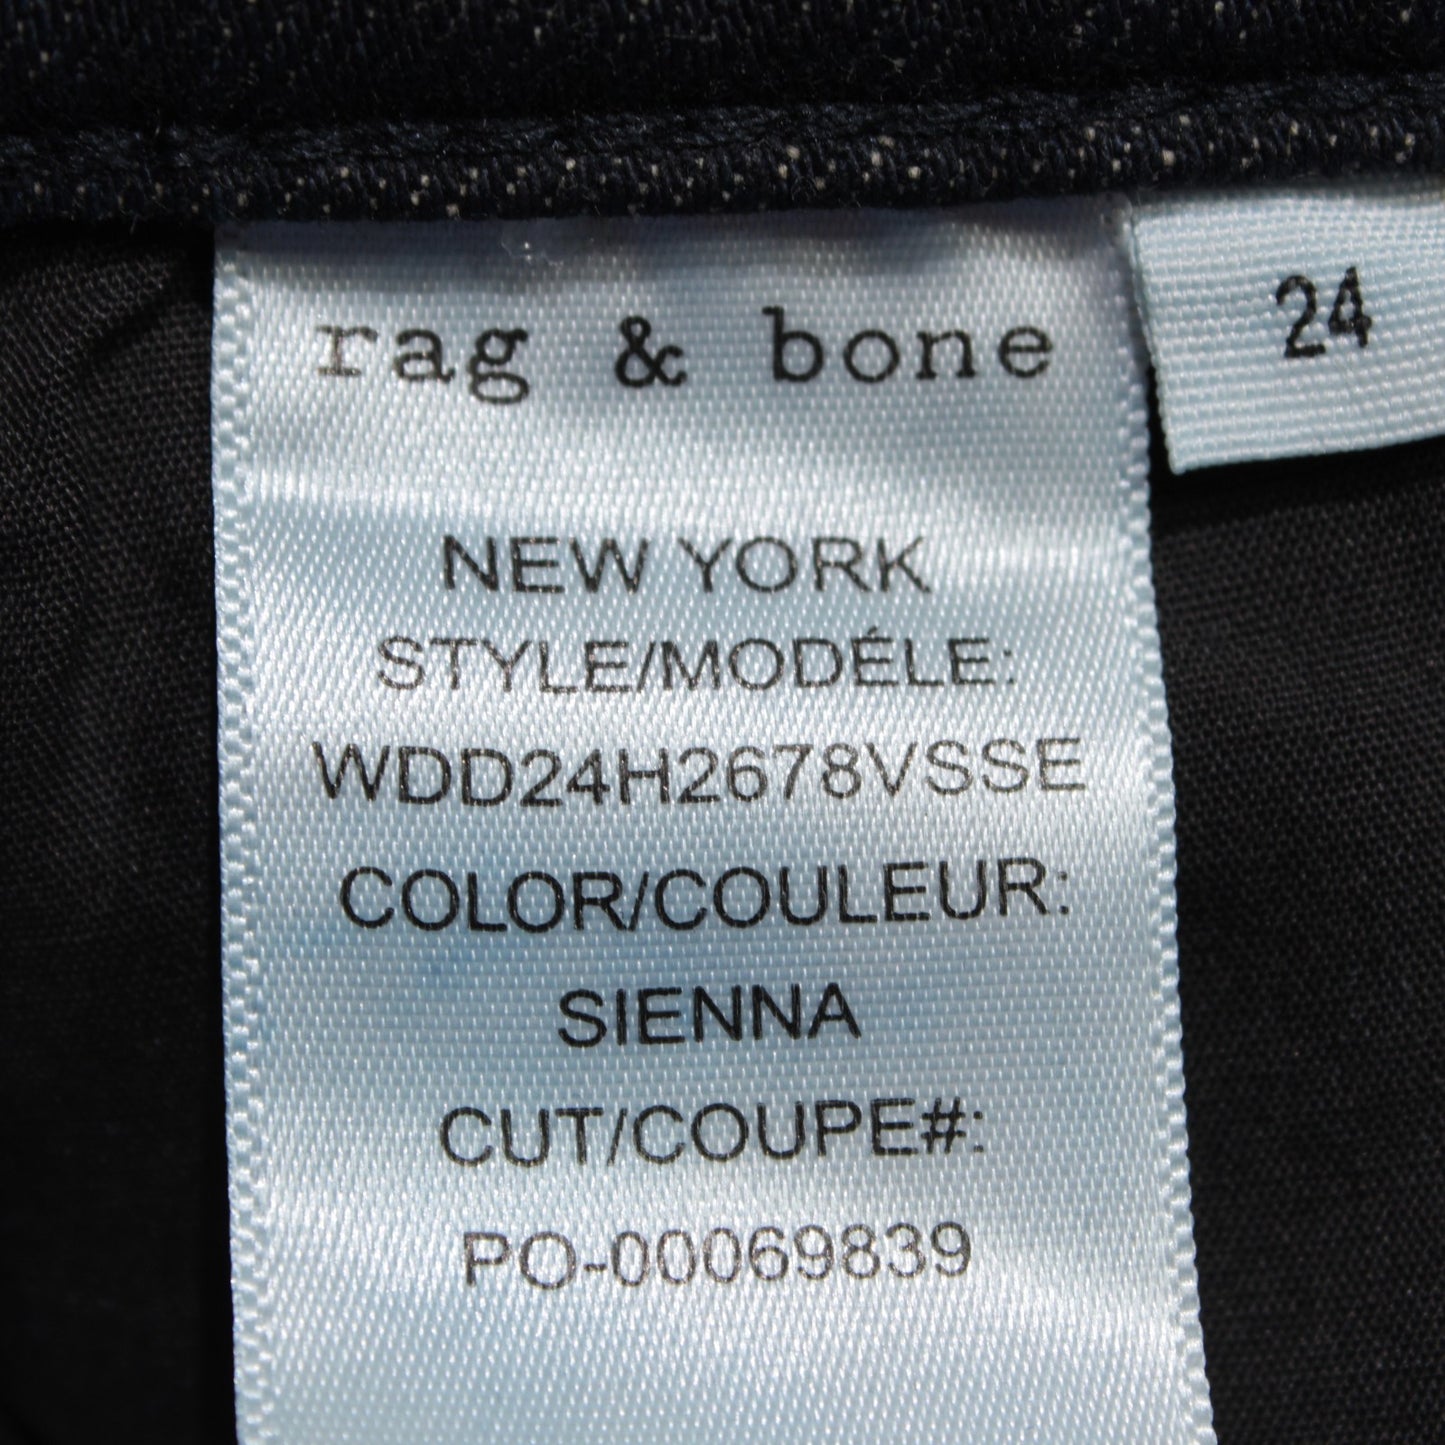 rag & bone
24
NEW YORK
STYLE/MODÉLE:
WDD24H2678VSSE
COLOR/COULEUR:
SIENNA
CUT/COUPE#:
PO-00069839